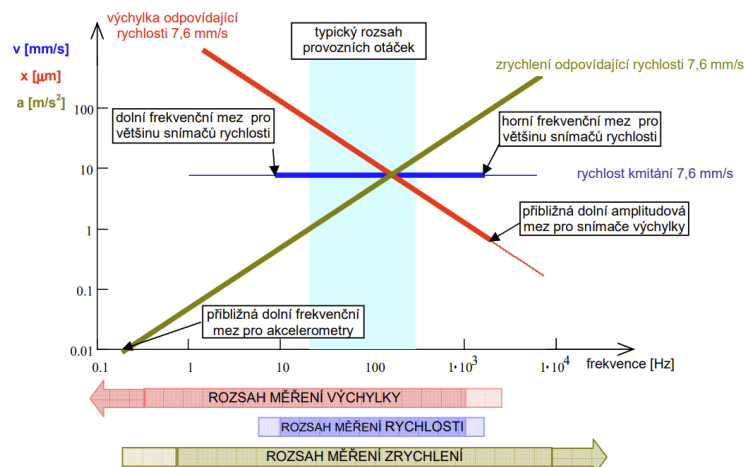 výchylka odpovídající
rychlosti 7,6 mm/s
typický rozsah
provozních otáček
v [mm/s]
x [μm]
a [m/s²]
zrychlení odpovídající rychlosti 7,6 mm/s
100
dolní frekvenční mez pro
většinu snímačů rychlosti
horní frekvenční mez pro
většinu snímačů rychlosti
10
rychlost kmitání 7,6 mm/s
1
přibližná dolní amplitudová
mez pro snímače výchylky
0.1
přibližná dolní frekvenční
mez pro akcelerometry
0.01
0.1
1
10
100
1·10³
1·10⁴
frekvence [Hz]
ROZSAH MĚŘENÍ VÝCHYLKY
ROZSAH MĚŘENÍ RYCHLOSTI
ROZSAH MĚŘENÍ ZRYCHLENÍ